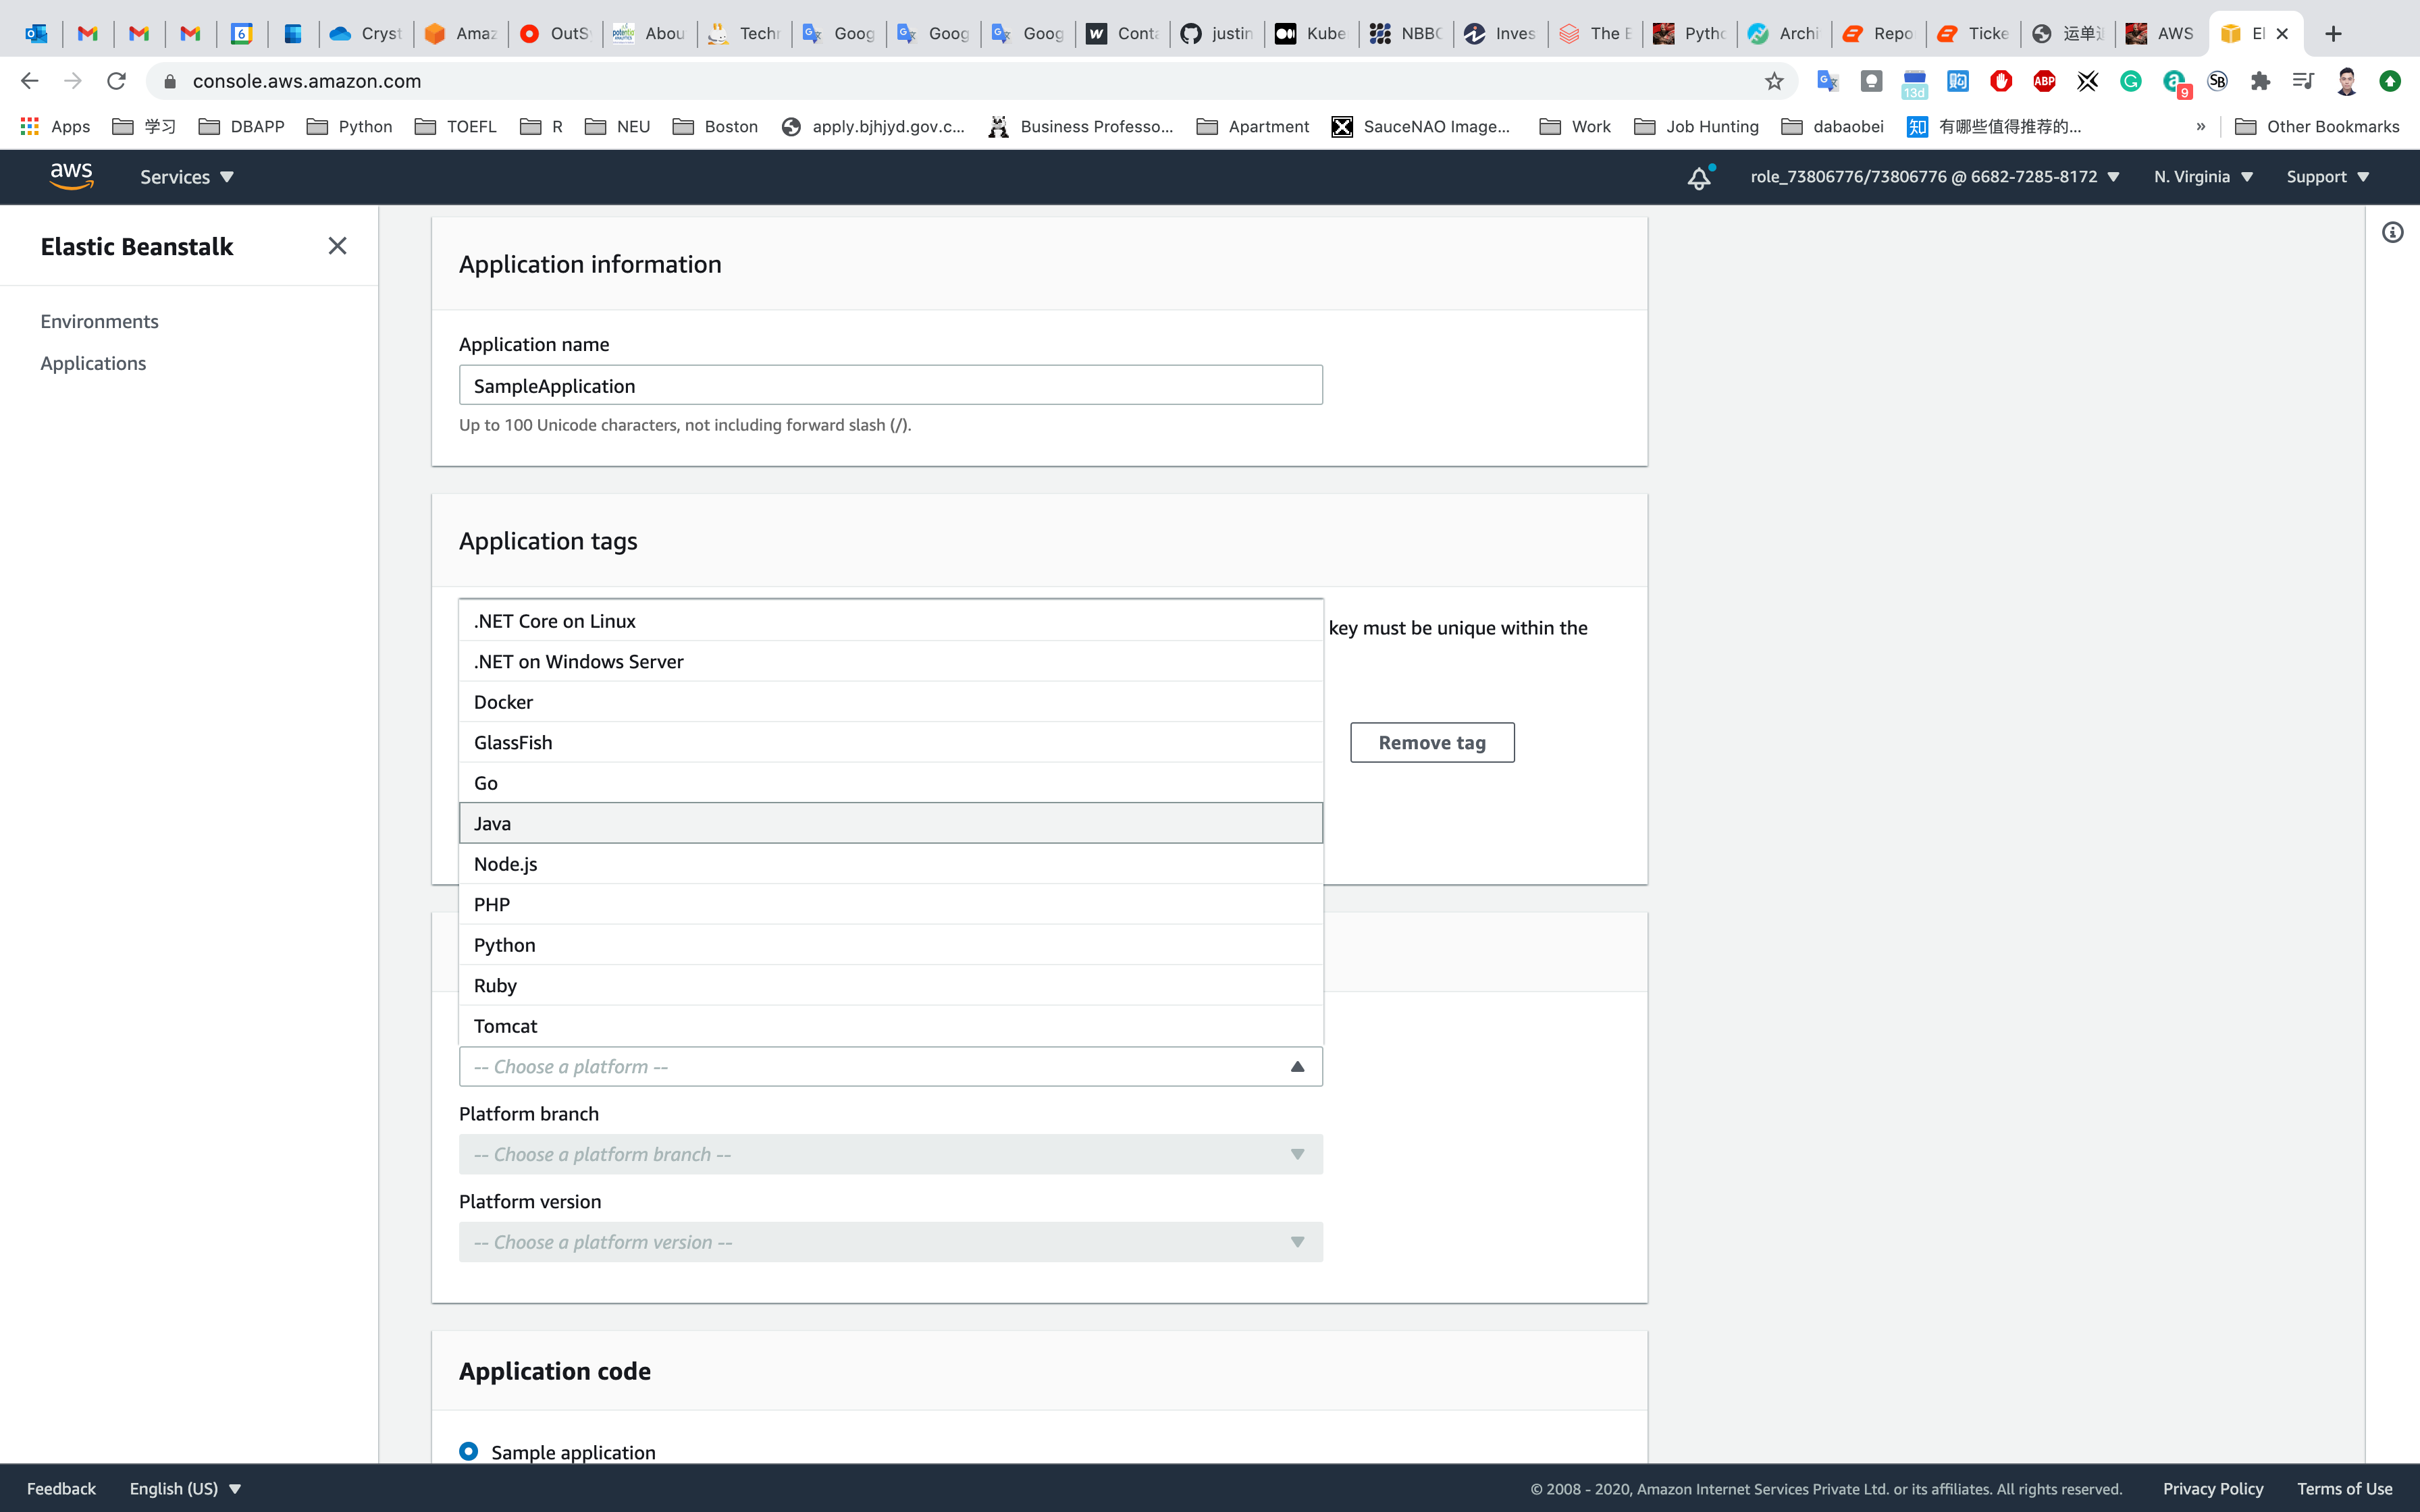 Cryst
Amaz
OutS
Abou
Techn
Goog
Goog
Goog
Conta
justin
Kube
NBBC
Inves
The B
Pytho
Archi
Repo
Ticke
运单
AWS
El
console.aws.amazon.com
13d
ABP
9
SB
Apps
学习
DBAPP
Python
TOEFL
R
NEU
Boston
apply.bjhjyd.gov.c...
Business Professo...
Apartment
SauceNAO Image...
Work
Job Hunting
dabaobei
知 有哪些值得推荐的...
»
Other Bookmarks
aws
Services
role_73806776/73806776 @ 6682-7285-8172
N. Virginia
Support
Elastic Beanstalk
Environments
Applications
Application information
Application name
SampleApplication
Up to 100 Unicode characters, not including forward slash (/).
Application tags
key must be unique within the
.NET Core on Linux
.NET on Windows Server
Docker
GlassFish
Remove tag
Go
Java
Node.js
PHP
Python
Ruby
Tomcat
-- Choose a platform --
Platform branch
-- Choose a platform branch --
Platform version
-- Choose a platform version --
Application code
Sample application
Feedback
English (US)
© 2008 - 2020, Amazon Internet Services Private Ltd. or its affiliates. All rights reserved.
Privacy Policy
Terms of Use